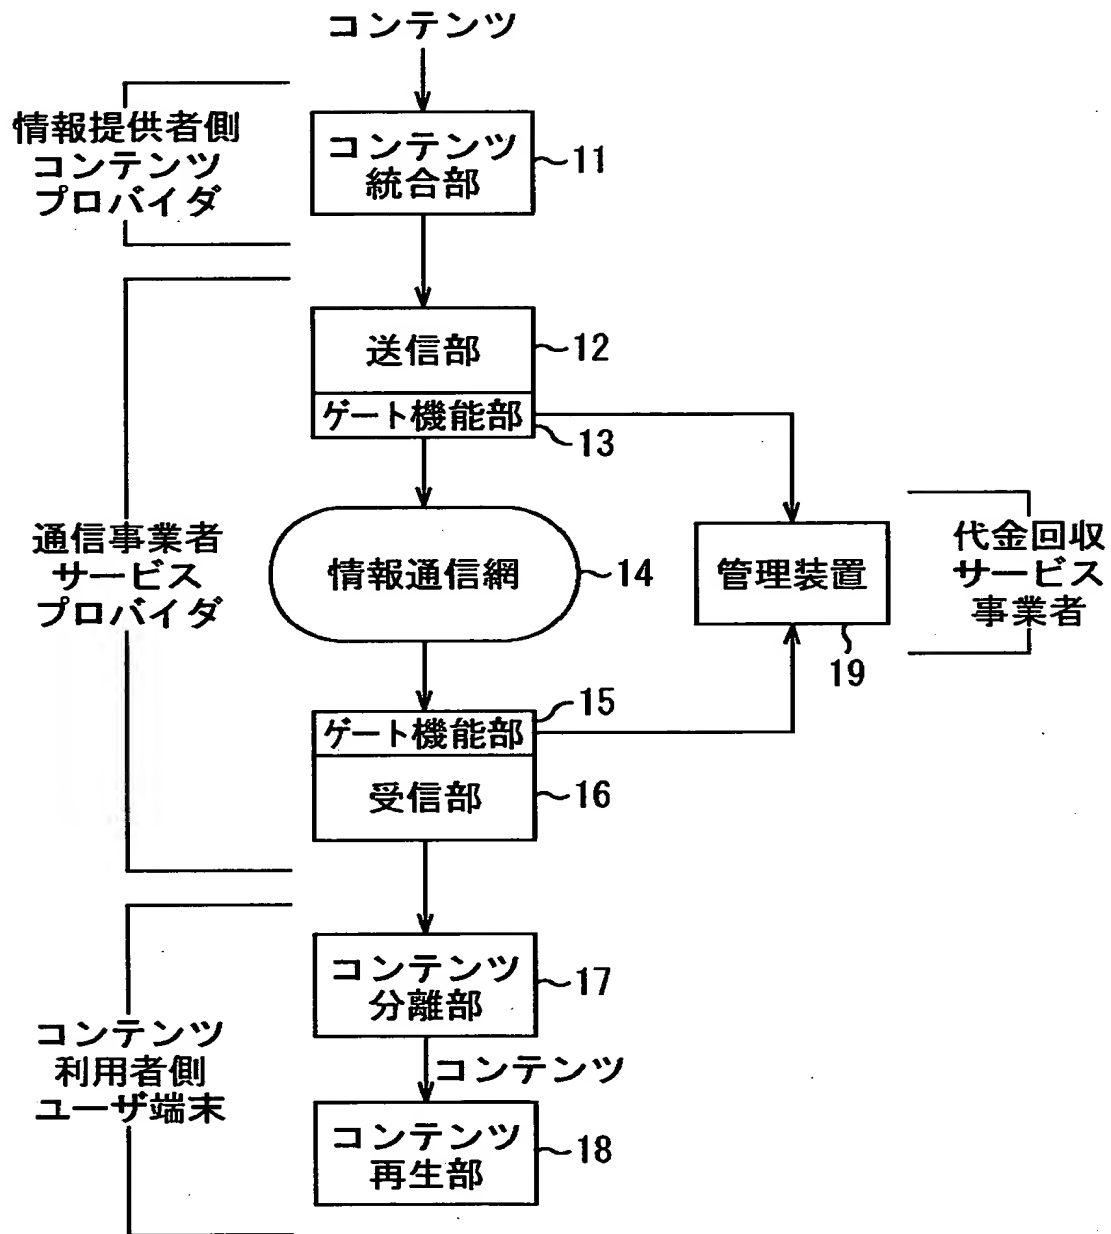 コンテンツ
情報提供者側
コンテンツ
プロバイダ
コンテンツ
統合部
11
送信部
12
ゲート機能部
13
通信事業者
サービス
プロバイダ
情報通信網
14
管理装置
19
代金回収
サービス
事業者
15
ゲート機能部
受信部
16
コンテンツ
分離部
17
コンテンツ
コンテンツ
利用者側
ユーザ端末
コンテンツ
再生部
18